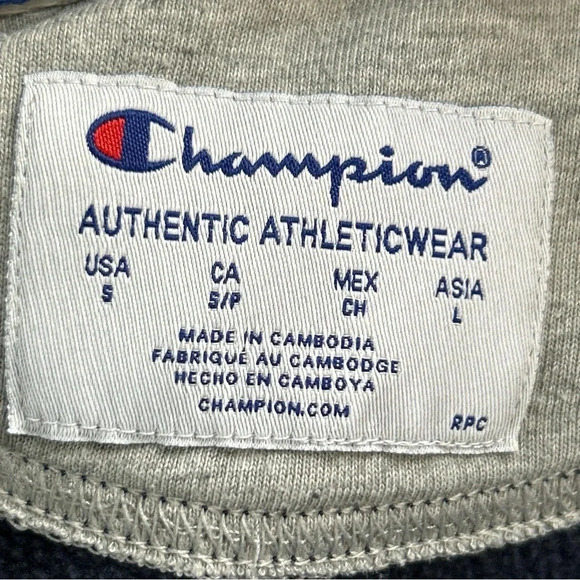 Champion®
AUTHENTIC ATHLETICWEAR
USA CA MEX ASIA
S S/P CH L
MADE IN CAMBODIA
FABRIQUÉ AU CAMBODGE
HECHO EN CAMBOYA
CHAMPION.COM
RPC